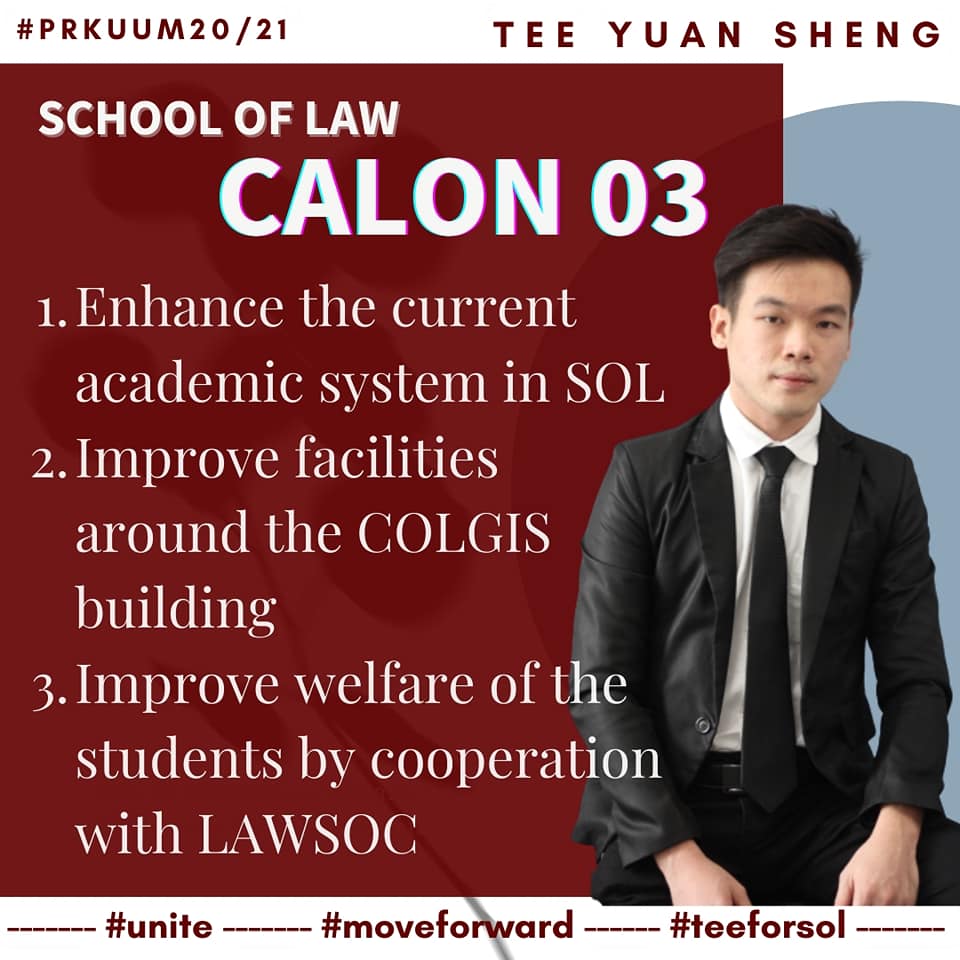 #PRKUUM20/21
TEE YUAN SHENG
SCHOOL OF LAW
CALON 03
1. Enhance the current
academic system in SOL
2. Improve facilities
around the COLGIS
building
3. Improve welfare of the
students by cooperation
with LAWSOC
------- #unite ------- #moveforward ------ #teeforsol -------